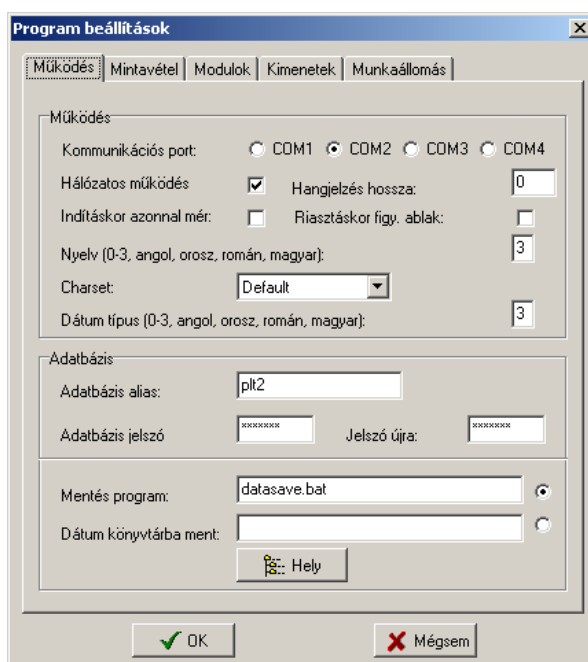 Program beállítások
Működés Mintavétel Modulok Kimenetek Munkaállomás
Működés
Kommunikációs port: COM1 COM2 COM3 COM4
Hálózatos működés Hangjelzés hossza: 0
Indításkor azonnal mér: Riasztáskor figy. ablak:
Nyelv (0-3, angol, orosz, román, magyar): 3
Charset: Default
Dátum típus (0-3, angol, orosz, román, magyar): 3
Adatbázis
Adatbázis alias: plt2
Adatbázis jelszó ******* Jelszó újra: *******
Mentés program: datasave.bat
Dátum könyvtárba ment:
Hely
OK Mégsem